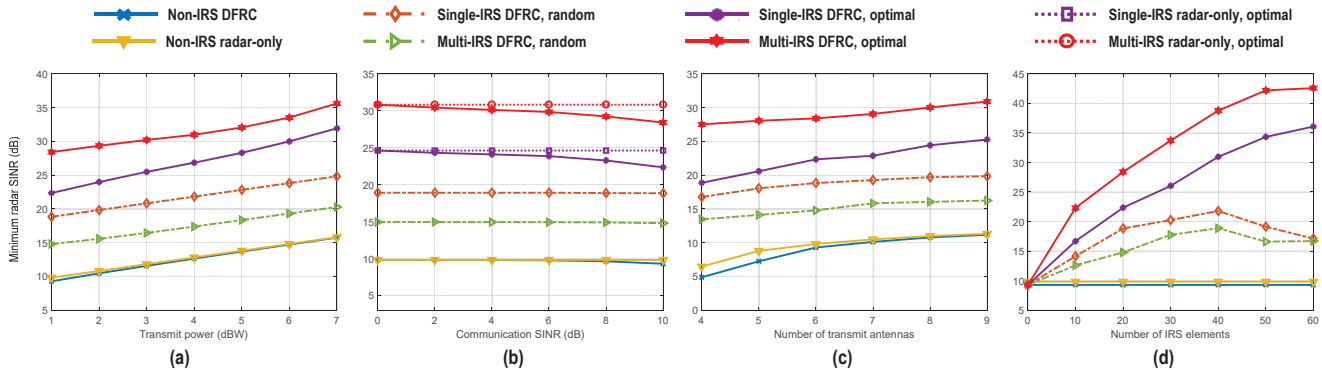 Non-IRS DFRC
Single-IRS DFRC, random
Single-IRS DFRC, optimal
Single-IRS radar-only, optimal
Non-IRS radar-only
Multi-IRS DFRC, random
Multi-IRS DFRC, optimal
Multi-IRS radar-only, optimal
Minimum radar SINR (dB)
40
35
30
25
20
15
10
5
1 2 3 4 5 6 7
Transmit power (dBW)
(a)
35
30
25
20
15
10
5
0 2 4 6 8 10
Communication SINR (dB)
(b)
35
30
25
20
15
10
5
0
4 5 6 7 8 9
Number of transmit antennas
(c)
45
40
35
30
25
20
15
10
5
0 10 20 30 40 50 60
Number of IRS elements
(d)